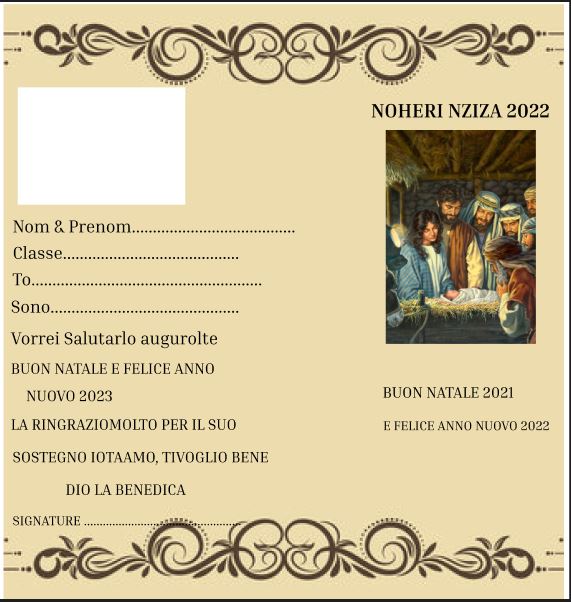 NOHERI NZIZA 2022
Nom & Prenom.......................................
Classe..........................................
To.......................................................
Sono.............................................
Vorrei Salutarlo augurolte
BUON NATALE E FELICE ANNO
NUOVO 2023
LA RINGRAZIOMOLTO PER IL SUO
SOSTEGNO IOTAAMO, TIVOGLIO BENE
DIO LA BENEDICA
SIGNATURE ................................................
BUON NATALE 2021
E FELICE ANNO NUOVO 2022